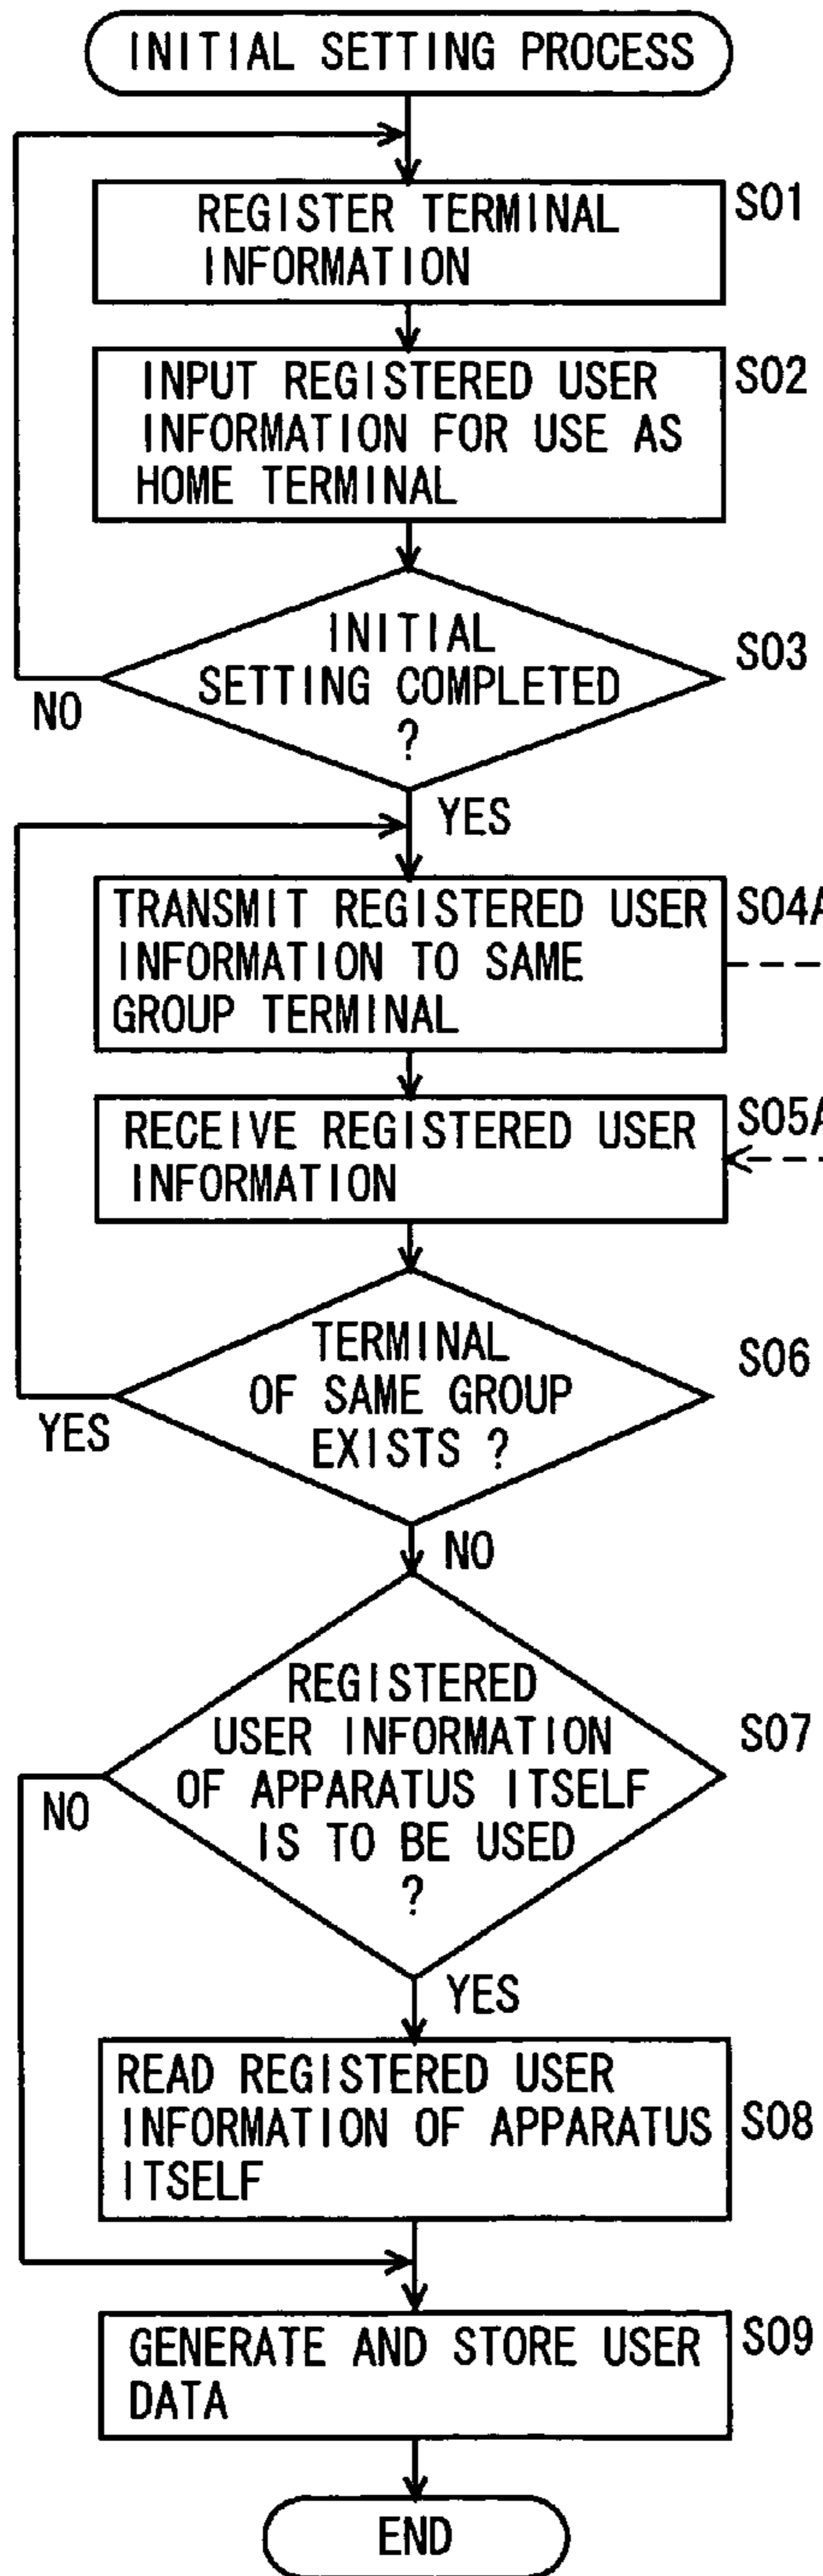 INITIAL SETTING PROCESS
REGISTER TERMINAL
INFORMATION
S01
INPUT REGISTERED USER
INFORMATION FOR USE AS
HOME TERMINAL
S02
INITIAL
SETTING COMPLETED
?
S03
NO
YES
TRANSMIT REGISTERED USER
INFORMATION TO SAME
GROUP TERMINAL
S04A
RECEIVE REGISTERED USER
INFORMATION
S05A
TERMINAL
OF SAME GROUP
EXISTS ?
S06
YES
NO
REGISTERED
USER INFORMATION
OF APPARATUS ITSELF
IS TO BE USED
?
S07
NO
YES
READ REGISTERED USER
INFORMATION OF APPARATUS
ITSELF
S08
GENERATE AND STORE USER
DATA
S09
END